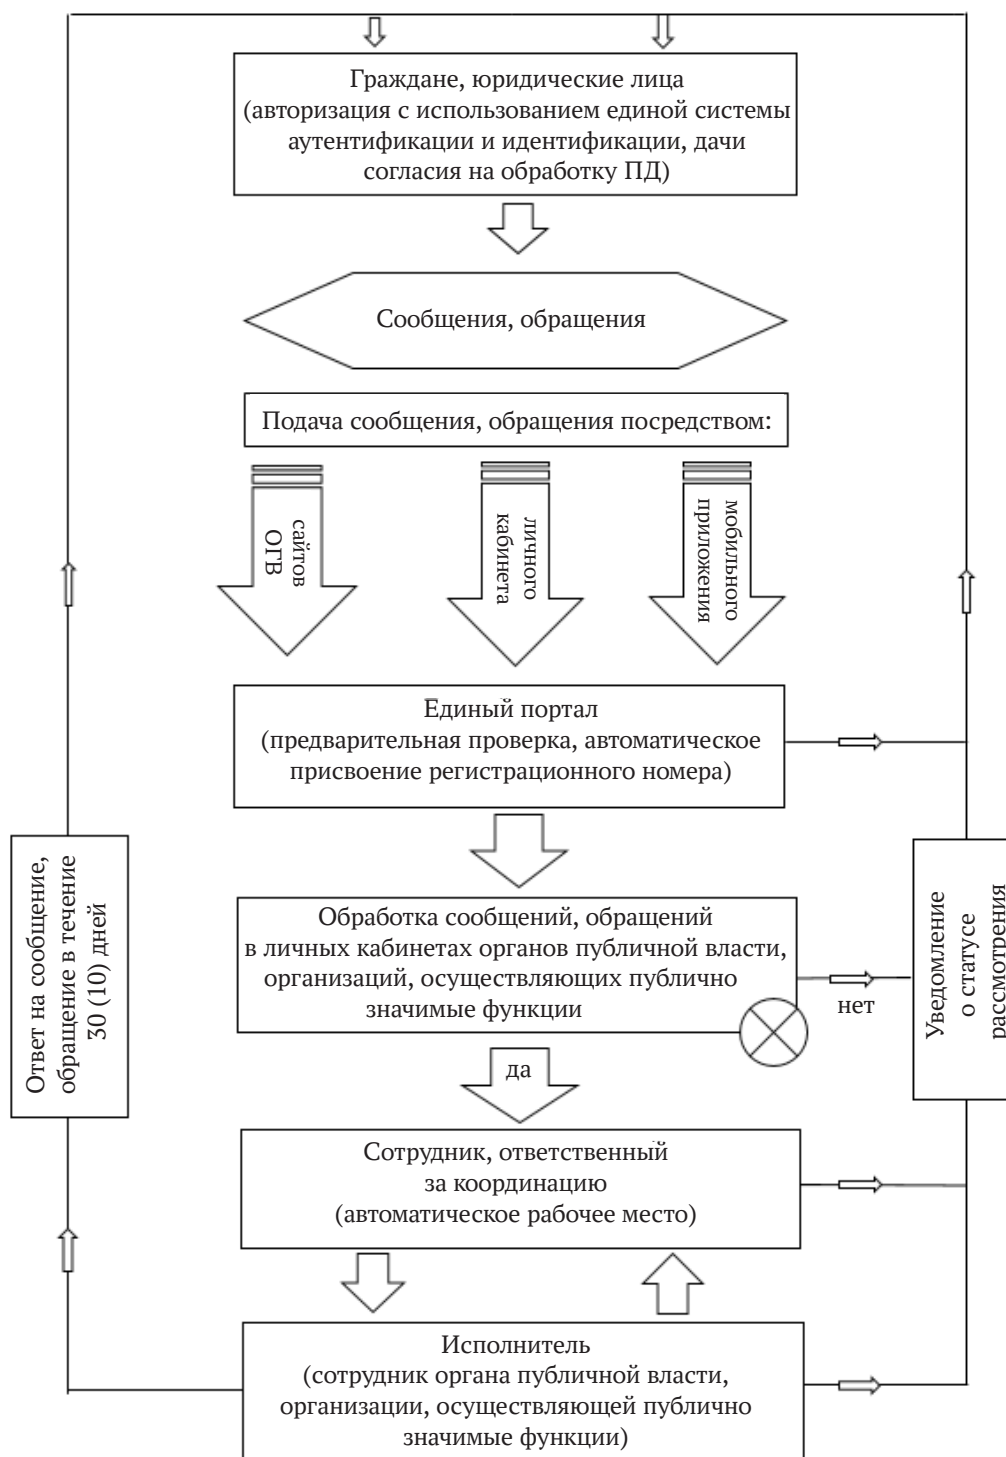 Граждане, юридические лица
(авторизация с использованием единой системы
аутентификации и идентификации, дачи
согласия на обработку ПД)
Сообщения, обращения
Подача сообщения, обращения посредством:
сайтов
ОГВ
личного
кабинета
мобильного
приложения
Единый портал
(предварительная проверка, автоматическое
присвоение регистрационного номера)
Ответ на сообщение,
обращение в течение
30 (10) дней
Обработка сообщений, обращений
в личных кабинетах органов публичной власти,
организаций, осуществляющих публично
значимые функции
нет
Уведомление
о статусе
рассмотрения
да
Сотрудник, ответственный
за координацию
(автоматическое рабочее место)
Исполнитель
(сотрудник органа публичной власти,
организации, осуществляющей публично
значимые функции)